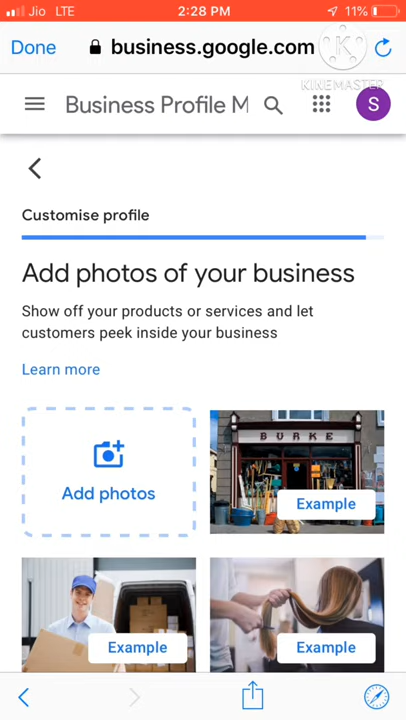 Jio LTE 2:28 PM 11%
Done business.google.com
K
KINEMASTER
Business Profile M S
Customise profile
Add photos of your business
Show off your products or services and let
customers peek inside your business
Learn more
Add photos
BURKE
Example
Example
Example